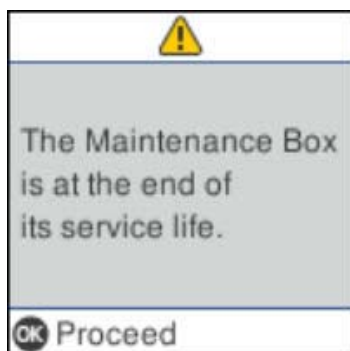 The Maintenance Box
is at the end of
its service life.
OK Proceed